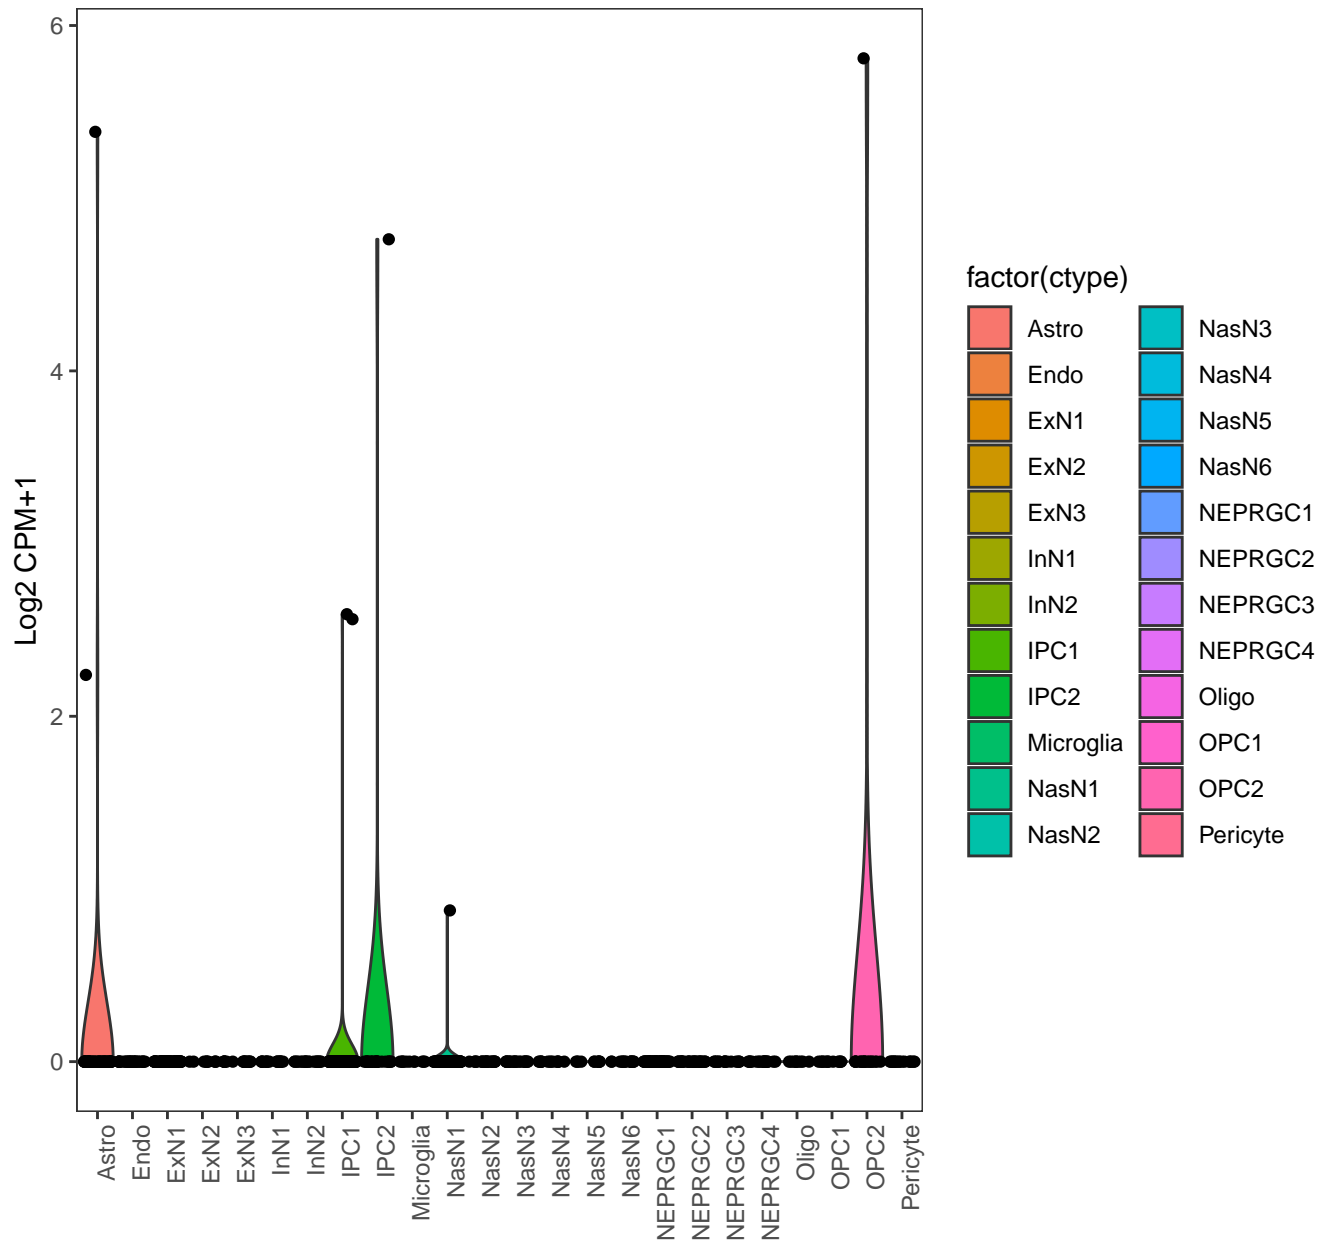 6
4
2
0
Log2 CPM+1
Astro
Endo
ExN1
ExN2
ExN3
InN1
InN2
IPC1
IPC2
Microglia
NasN1
NasN2
NasN3
NasN4
NasN5
NasN6
NEPRGC1
NEPRGC2
NEPRGC3
NEPRGC4
Oligo
OPC1
OPC2
Pericyte
factor(ctype)
Astro
Endo
ExN1
ExN2
ExN3
InN1
InN2
IPC1
IPC2
Microglia
NasN1
NasN2
NasN3
NasN4
NasN5
NasN6
NEPRGC1
NEPRGC2
NEPRGC3
NEPRGC4
Oligo
OPC1
OPC2
Pericyte